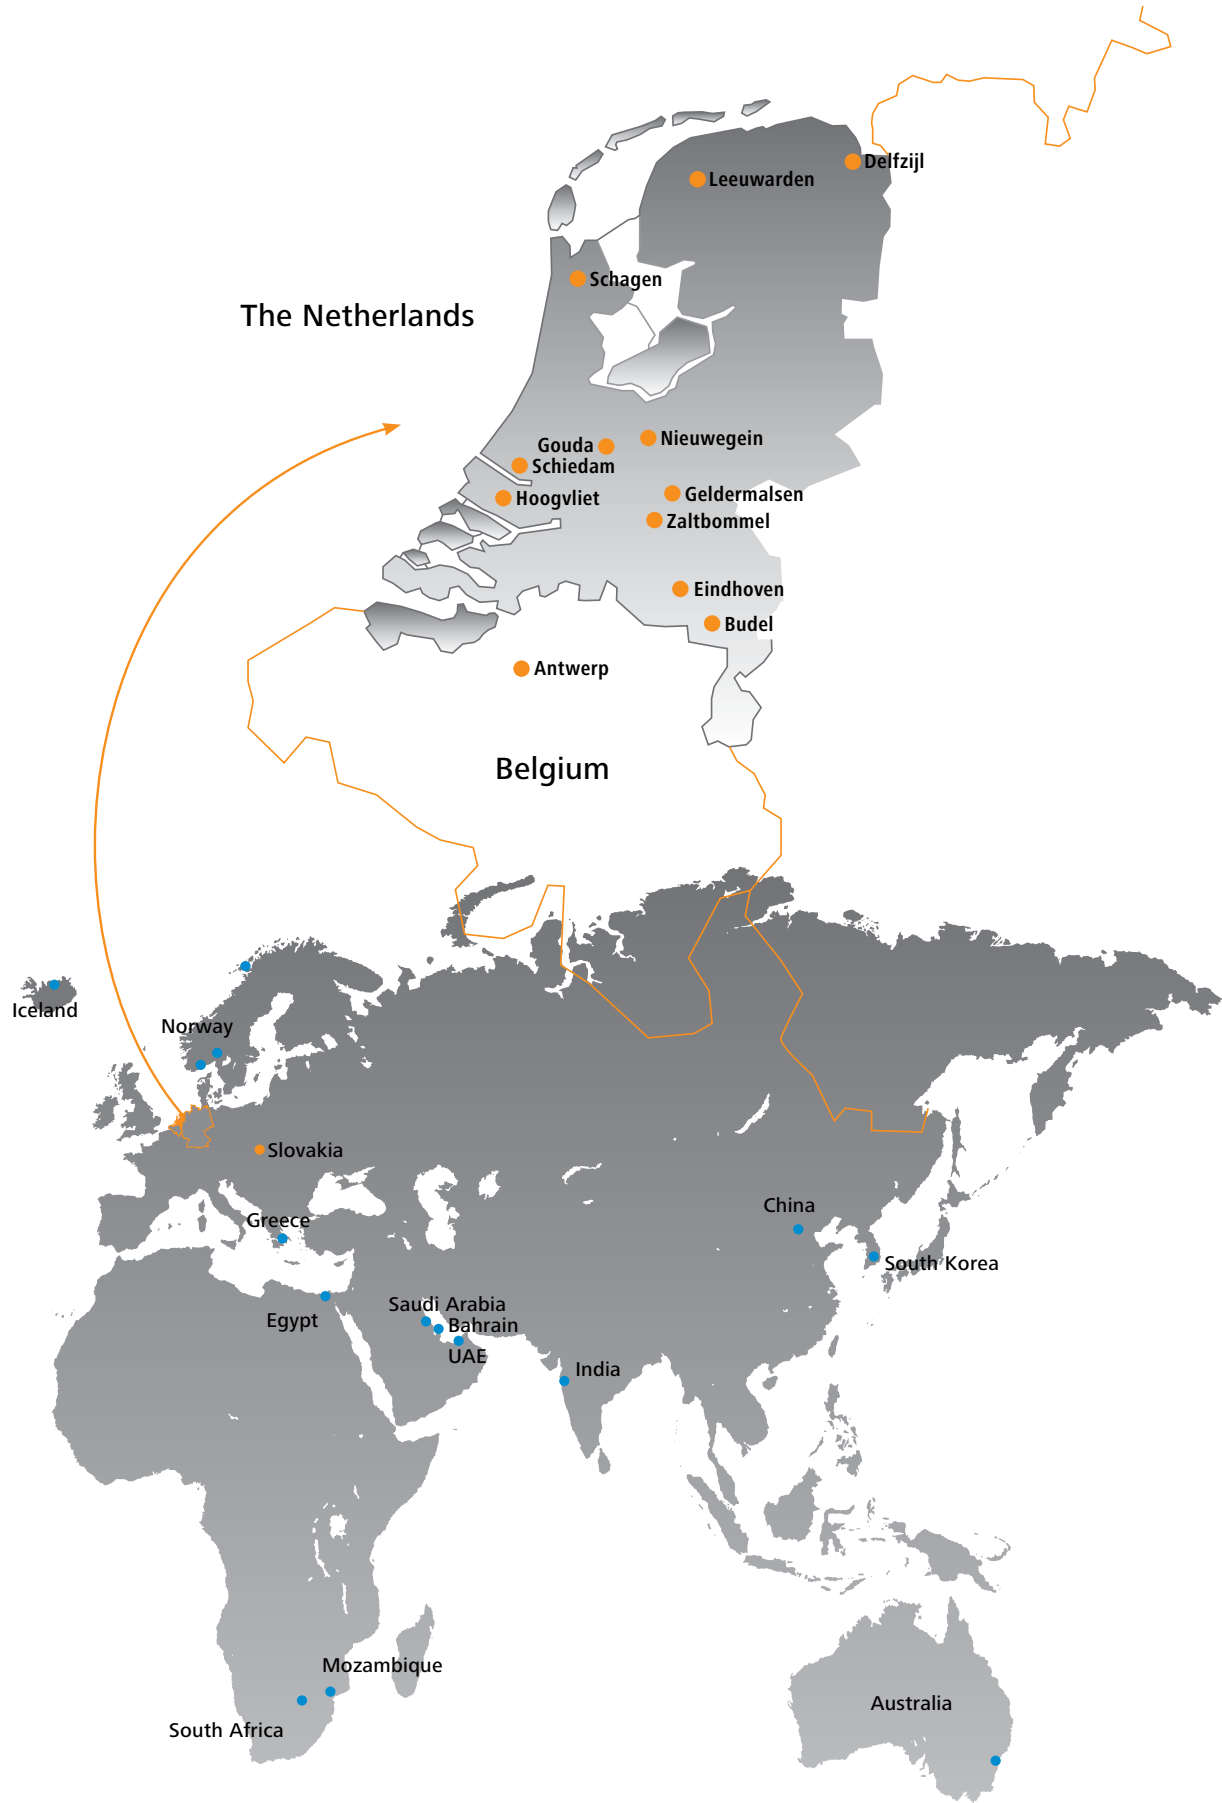 Delfzijl
Leeuwarden
Schagen
The Netherlands
Nieuwegein
Gouda
Schiedam
Geldermalsen
Hoogvliet
Zaltbommel
Eindhoven
Budel
Antwerp
Belgium
Iceland
Norway
Slovakia
China
Greece
South Korea
Saudi Arabia
Egypt
Bahrain
UAE
India
Mozambique
Australia
South Africa